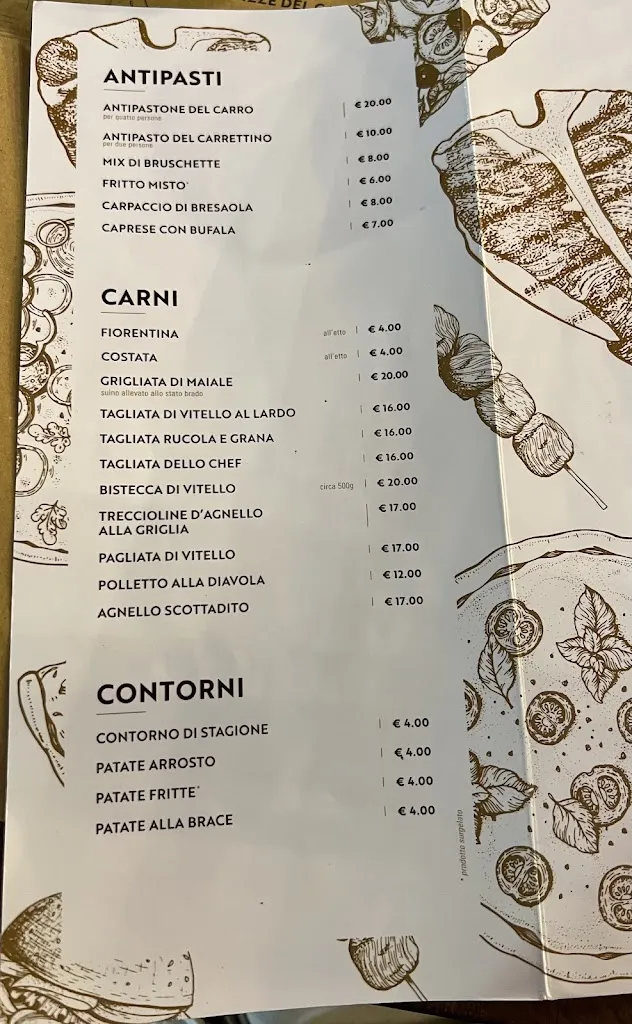 ANTIPASTI
ANTIPASTONE DEL CARRO | € 20.00
per quattro persone
ANTIPASTO DEL CARRETTINO | € 10.00
per due persone
MIX DI BRUSCHETTE | € 8.00
FRITTO MISTO* | € 6.00
CARPACCIO DI BRESAOLA | € 8.00
CAPRESE CON BUFALA | € 7.00
CARNI
FIORENTINA all'etto | € 4.00
COSTATA all'etto | € 4.00
GRIGLIATA DI MAIALE | € 20.00
suino allevato allo stato brado
TAGLIATA DI VITELLO AL LARDO | € 16.00
TAGLIATA RUCOLA E GRANA | € 16.00
TAGLIATA DELLO CHEF | € 16.00
BISTECCA DI VITELLO circa 500g | € 20.00
TRECCIOLINE D'AGNELLO | € 17.00
ALLA GRIGLIA
PAGLIATA DI VITELLO | € 17.00
POLLETTO ALLA DIAVOLA | € 12.00
AGNELLO SCOTTADITO | € 17.00
CONTORNI
CONTORNO DI STAGIONE | € 4.00
PATATE ARROSTO | € 4.00
PATATE FRITTE* | € 4.00
PATATE ALLA BRACE | € 4.00
* prodotto surgelato